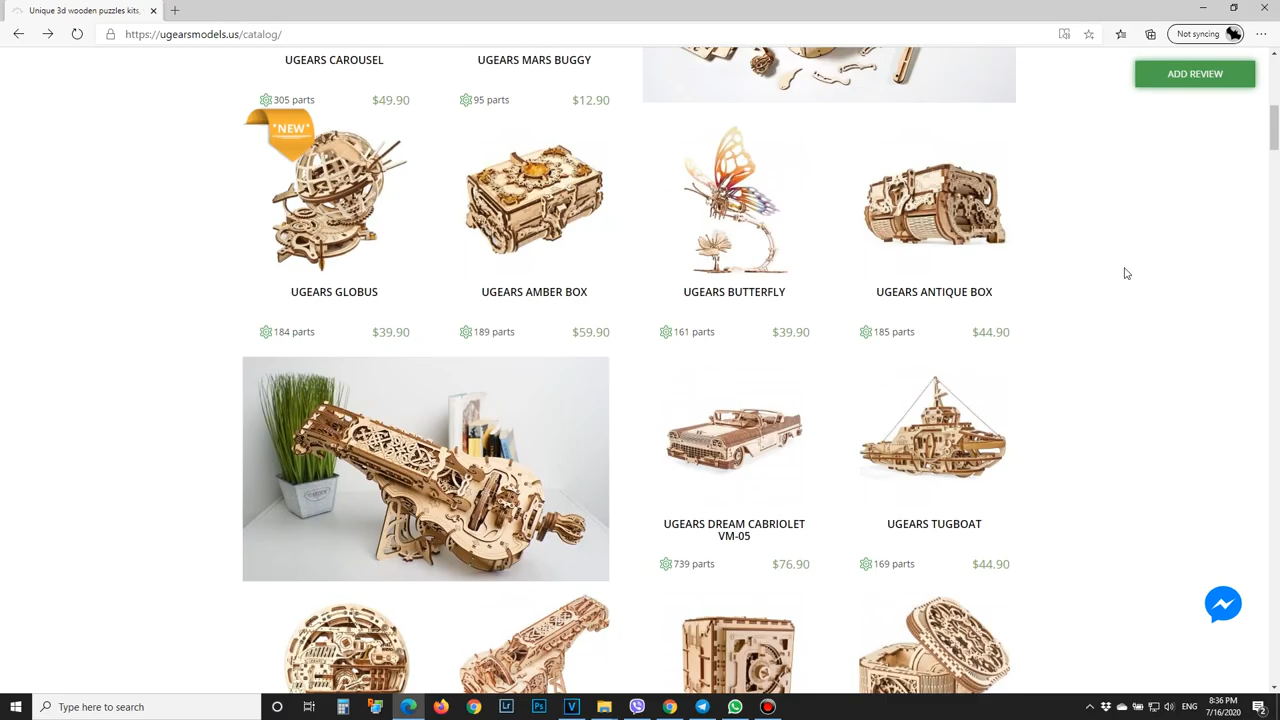 Unique 3d wooden puzzles kits.
https://ugearsmodels.us/catalog/
Not syncing
UGEARS CAROUSEL
UGEARS MARS BUGGY
ADD REVIEW
305 parts
$49.90
95 parts
$12.90
*NEW*
UGEARS GLOBUS
UGEARS AMBER BOX
UGEARS BUTTERFLY
UGEARS ANTIQUE BOX
184 parts
$39.90
189 parts
$59.90
161 parts
$39.90
185 parts
$44.90
UGEARS DREAM CABRIOLET
VM-05
UGEARS TUGBOAT
739 parts
$76.90
169 parts
$44.90
Type here to search
Lr
Ps
V
ENG
8:36 PM
7/16/2020
2